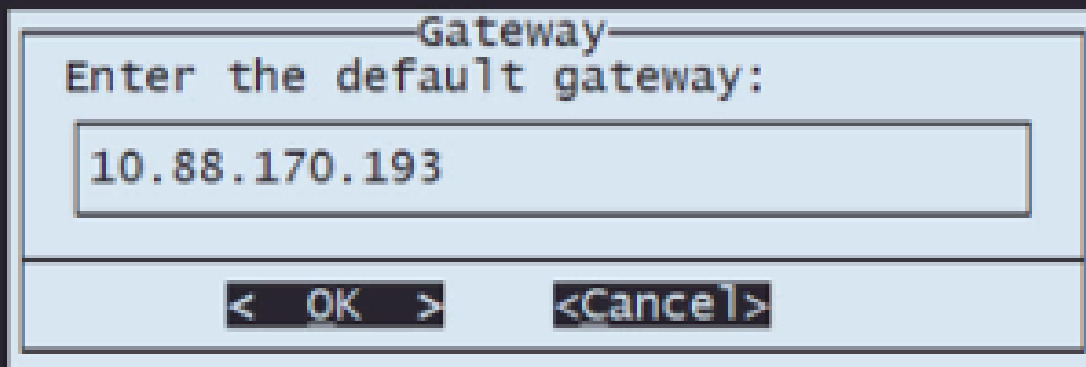 Gateway
Enter the default gateway:
10.88.170.193
<  OK  > <Cancel>